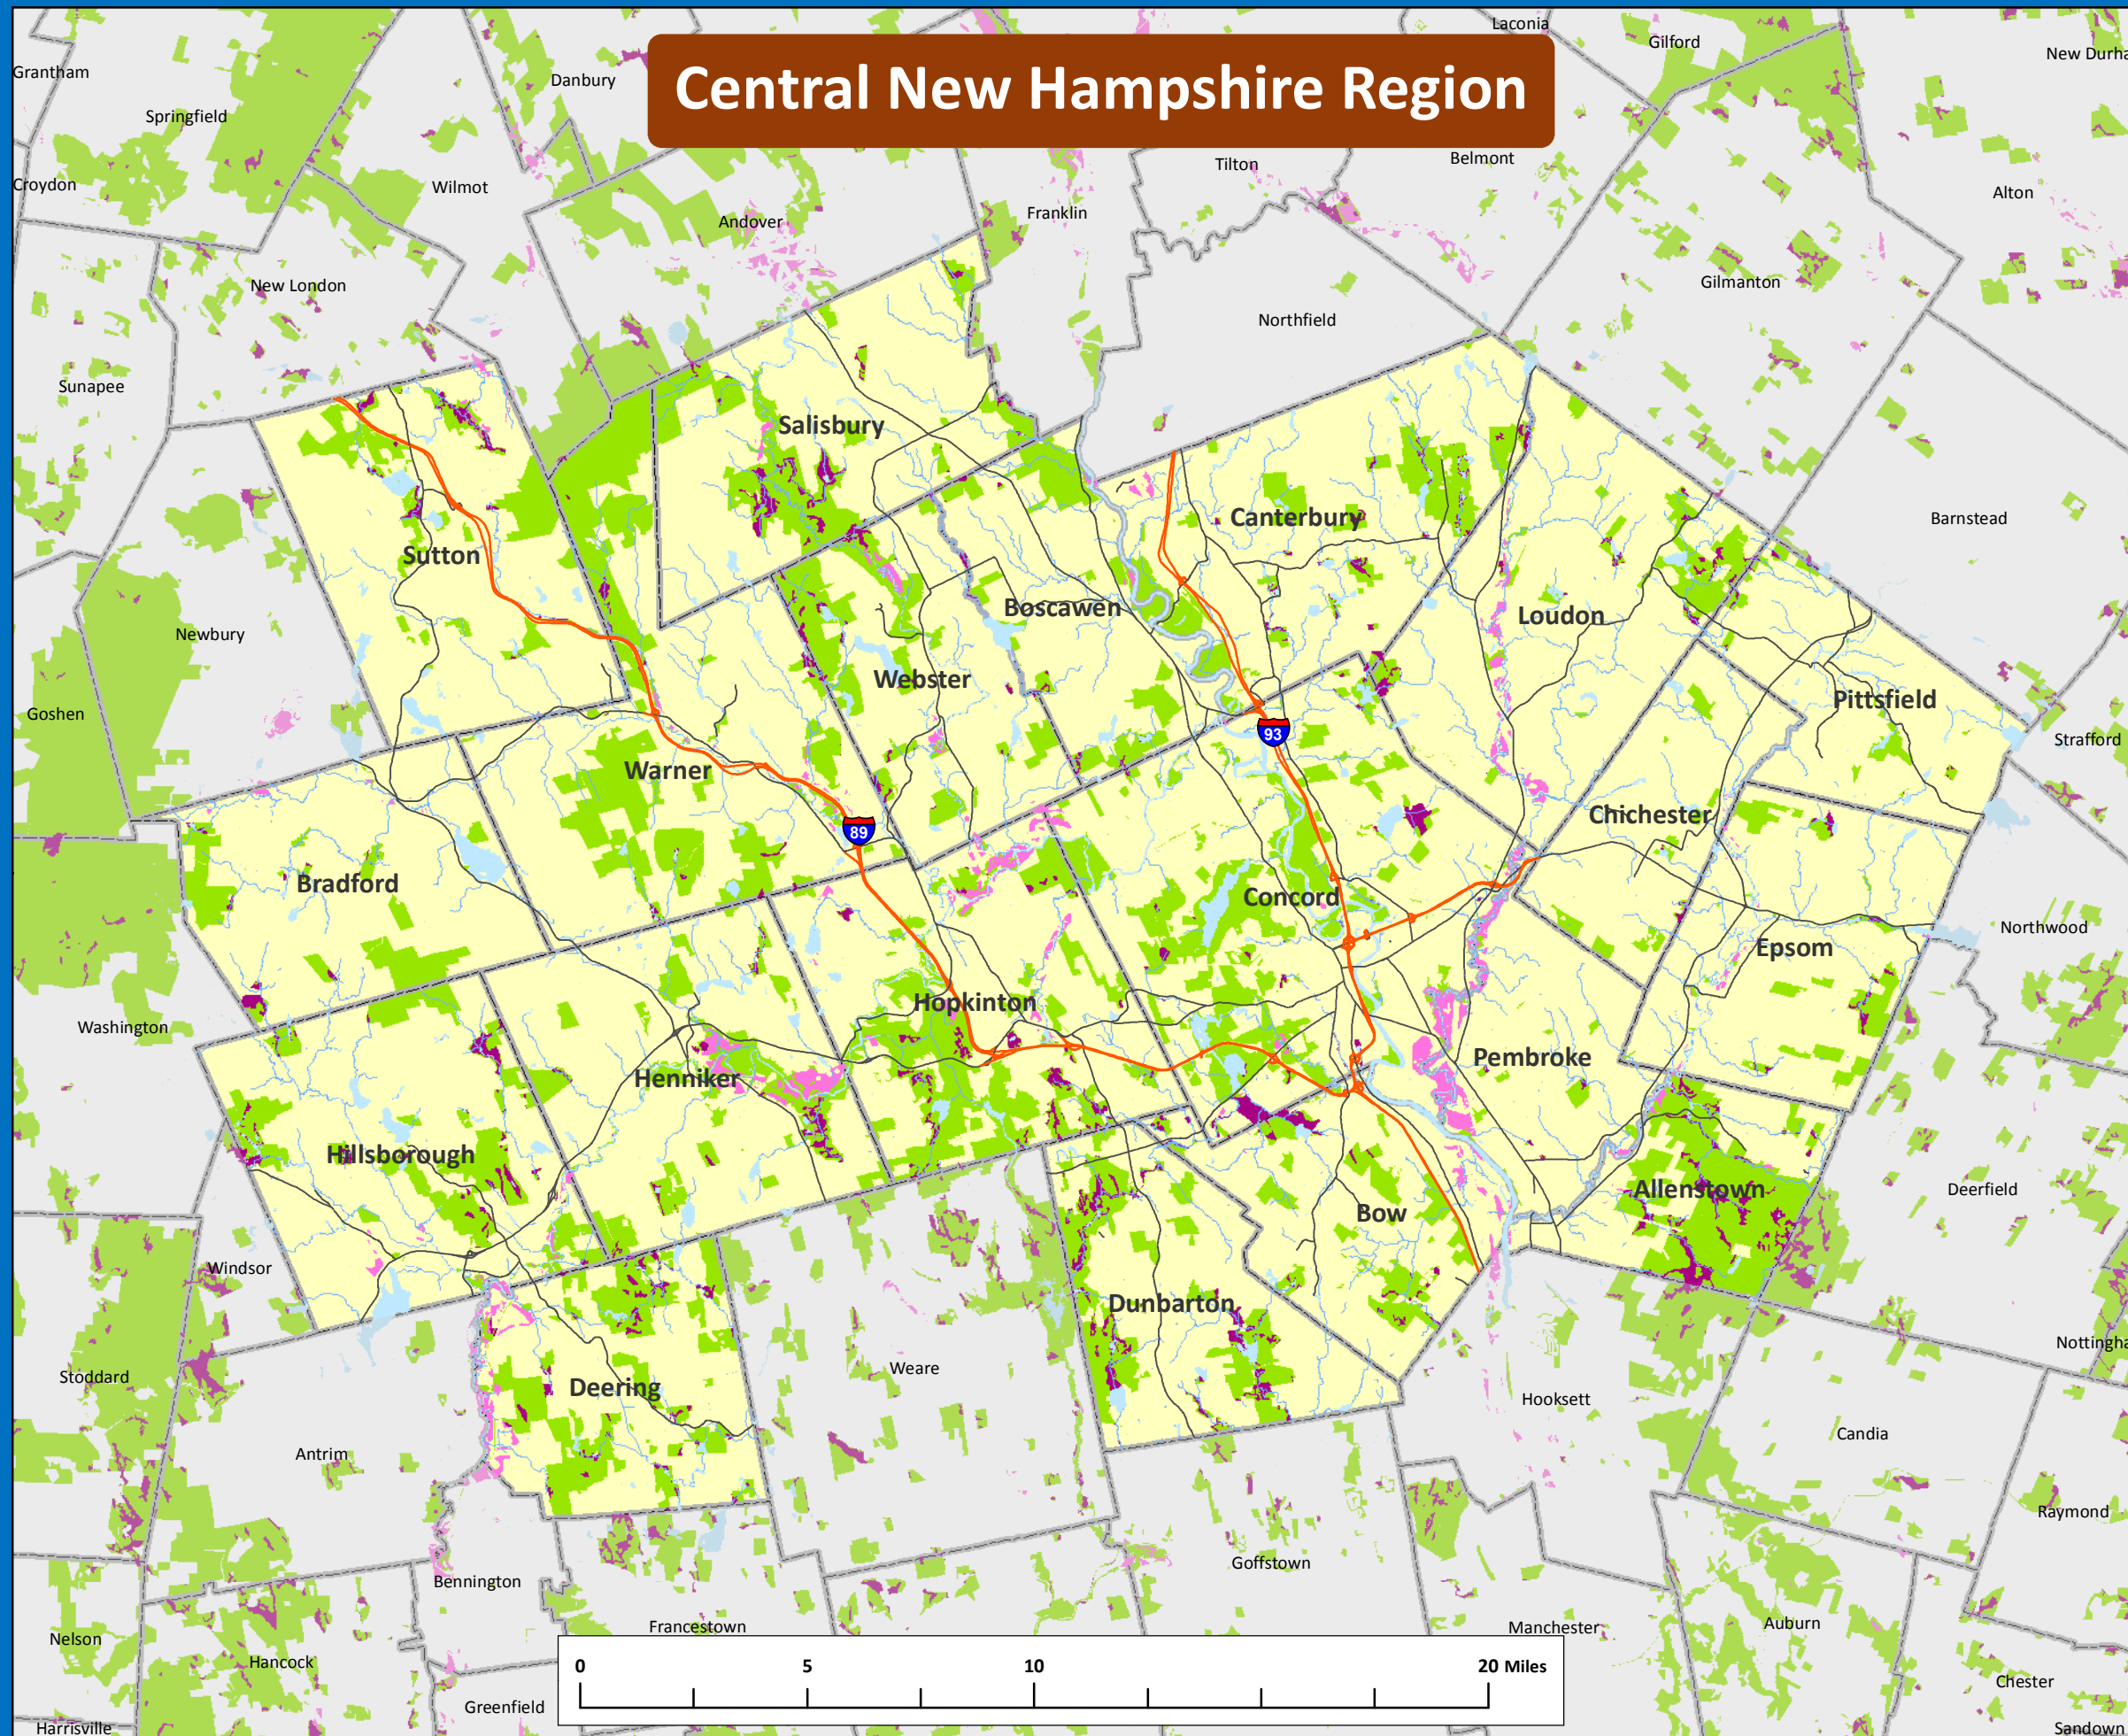 Central New Hampshire Region
Laconia
Gilford
New Durha
Grantham
Danbury
Springfield
Tilton
Belmont
Croydon
Wilmot
Alton
Andover
Franklin
New London
Gilmanton
Northfield
Sunapee
Salisbury
Canterbury
Barnstead
Sutton
Boscawen
Loudon
Newbury
Webster
Pittsfield
Goshen
93
Strafford
Warner
Chichester
89
Bradford
Concord
Northwood
Epsom
Hopkinton
Washington
Pembroke
Henniker
Hillsborough
Allenstown
Deerfield
Bow
Windsor
Dunbarton
Nottingha
Weare
Stoddard
Deering
Hooksett
Candia
Antrim
Raymond
Goffstown
Bennington
Francestown
Manchester
Auburn
Nelson
Hancock
0 5 10 20 Miles
Chester
Greenfield
Harrisville
Sandown